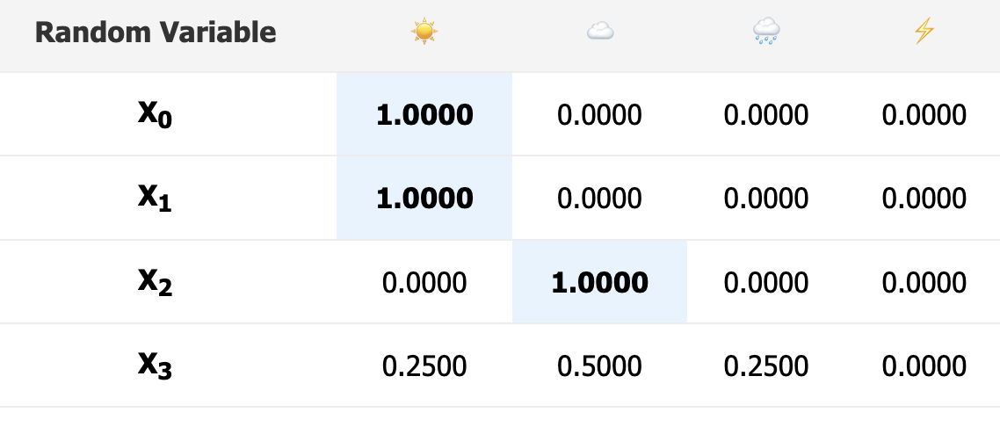 Random Variable ☀️ ☁️ 🌧️ ⚡
X₀ 1.0000 0.0000 0.0000 0.0000
X₁ 1.0000 0.0000 0.0000 0.0000
X₂ 0.0000 1.0000 0.0000 0.0000
X₃ 0.2500 0.5000 0.2500 0.0000